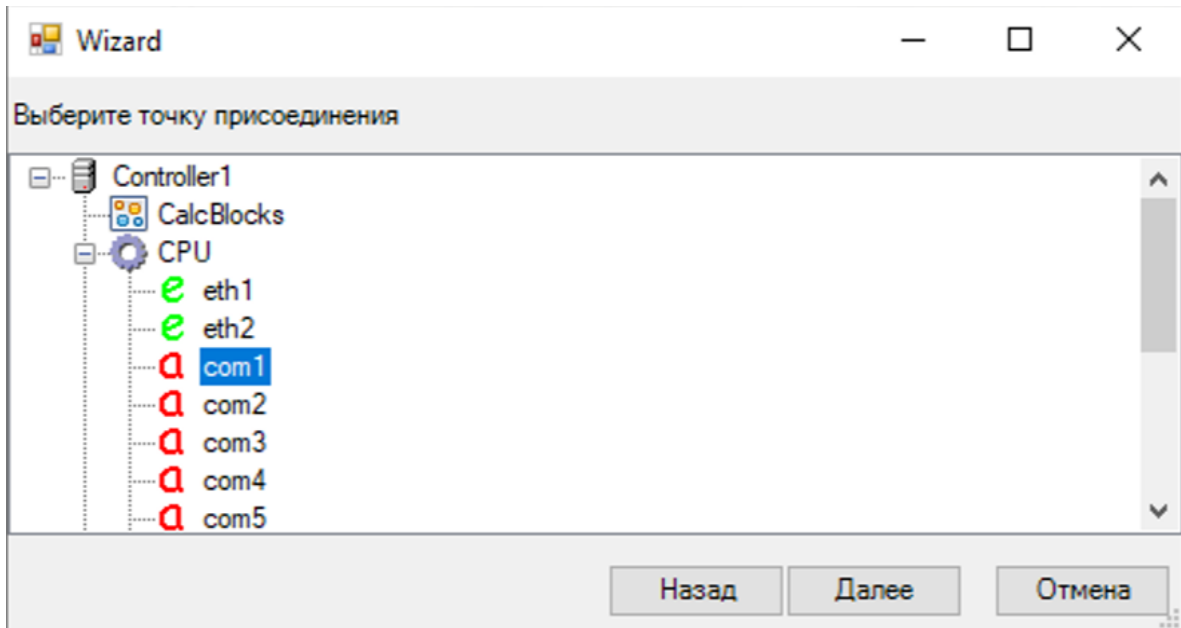 Wizard
Выберите точку присоединения
Controller1
CalcBlocks
CPU
eth1
eth2
com1
com2
com3
com4
com5
Назад Далее Отмена